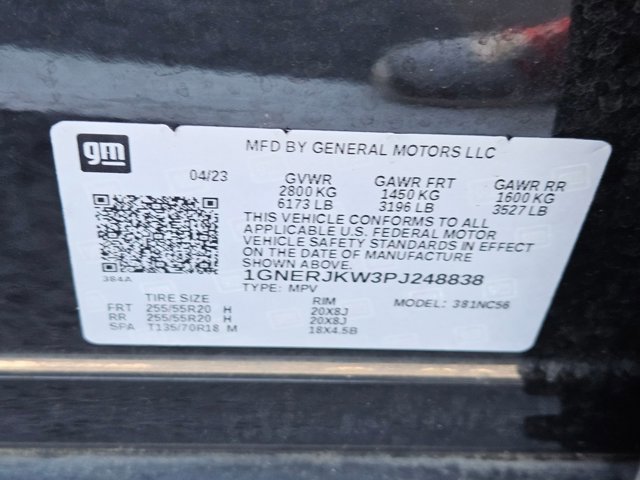 gm
MFD BY GENERAL MOTORS LLC
04/23
GVWR GAWR FRT GAWR RR
2800 KG 1450 KG 1600 KG
6173 LB 3196 LB 3527 LB
THIS VEHICLE CONFORMS TO ALL
APPLICABLE U.S. FEDERAL MOTOR
VEHICLE SAFETY STANDARDS IN EFFECT
ON THE DATE OF MANUFACTURE
SHOWN ABOVE.
384A
1GNERJKW3PJ248838
TYPE: MPV MODEL: 381NC56
TIRE SIZE RIM
FRT 255/55R20 H 20X8J
RR 255/55R20 H 20X8J
SPA T135/70R18 M 18X4.5B